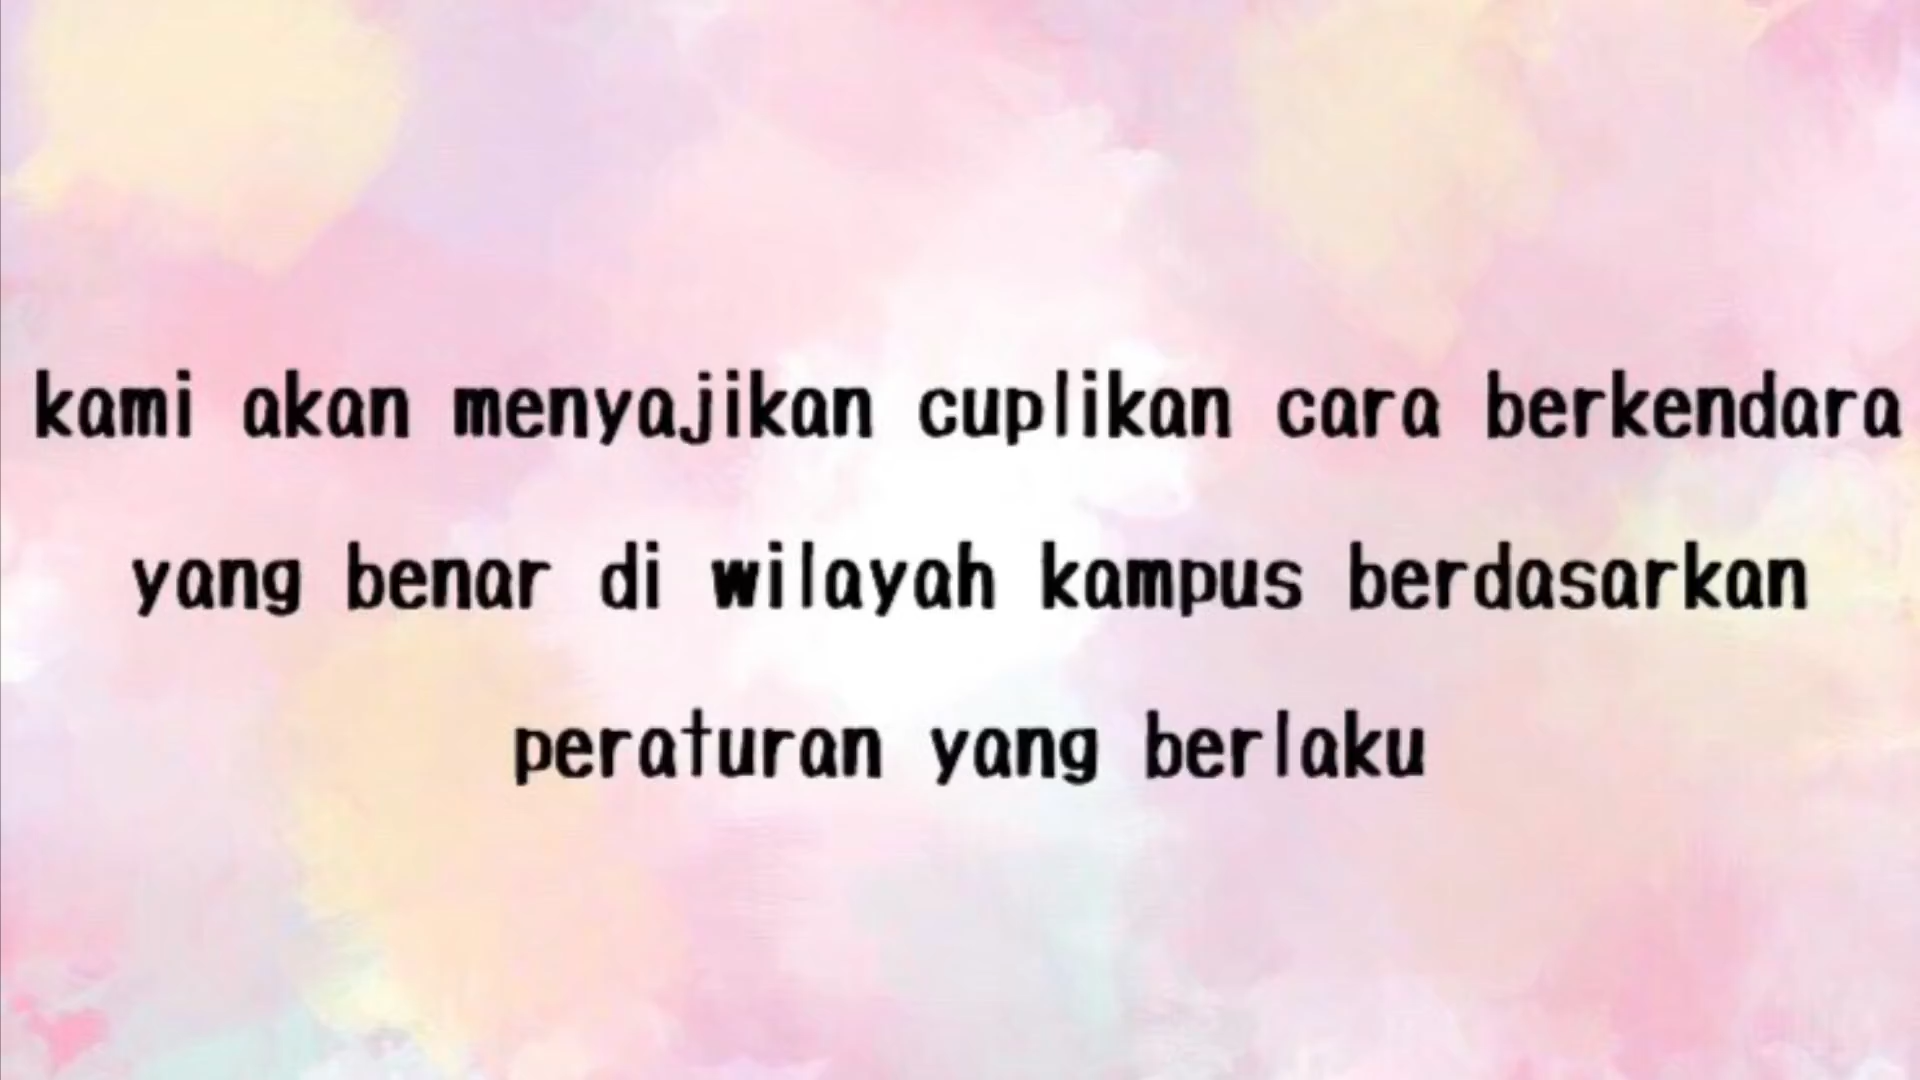 kami akan menyajikan cuplikan cara berkendara
yang benar di wilayah kampus berdasarkan
peraturan yang berlaku